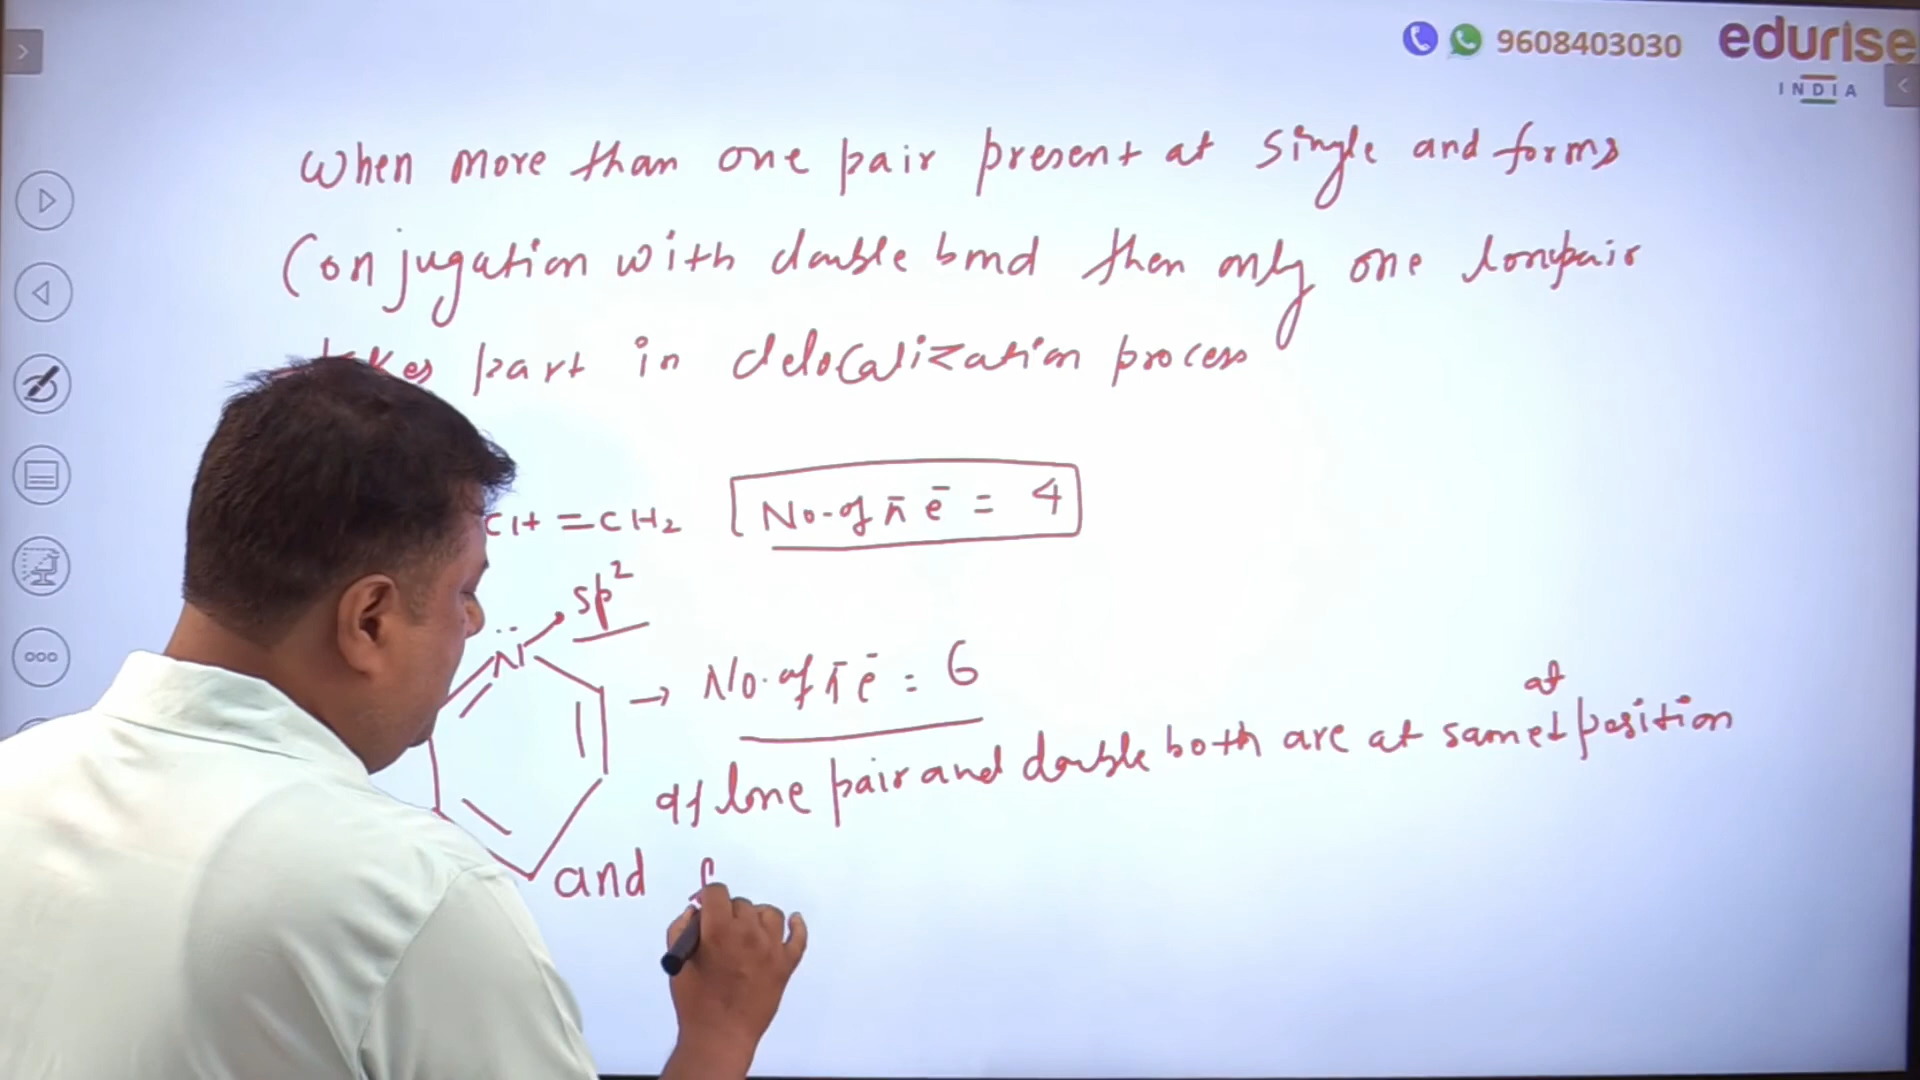 9608403030 edurise
INDIA
When more than one pair present at single and forms
Conjugation with double bond then only one lonepair
takes part in delocalization process
CH=CH₂ No. of π e⁻ = 4
sp²
N̈ → No. of π e⁻ = 6
at
If lone pair and double both are at same position
and f